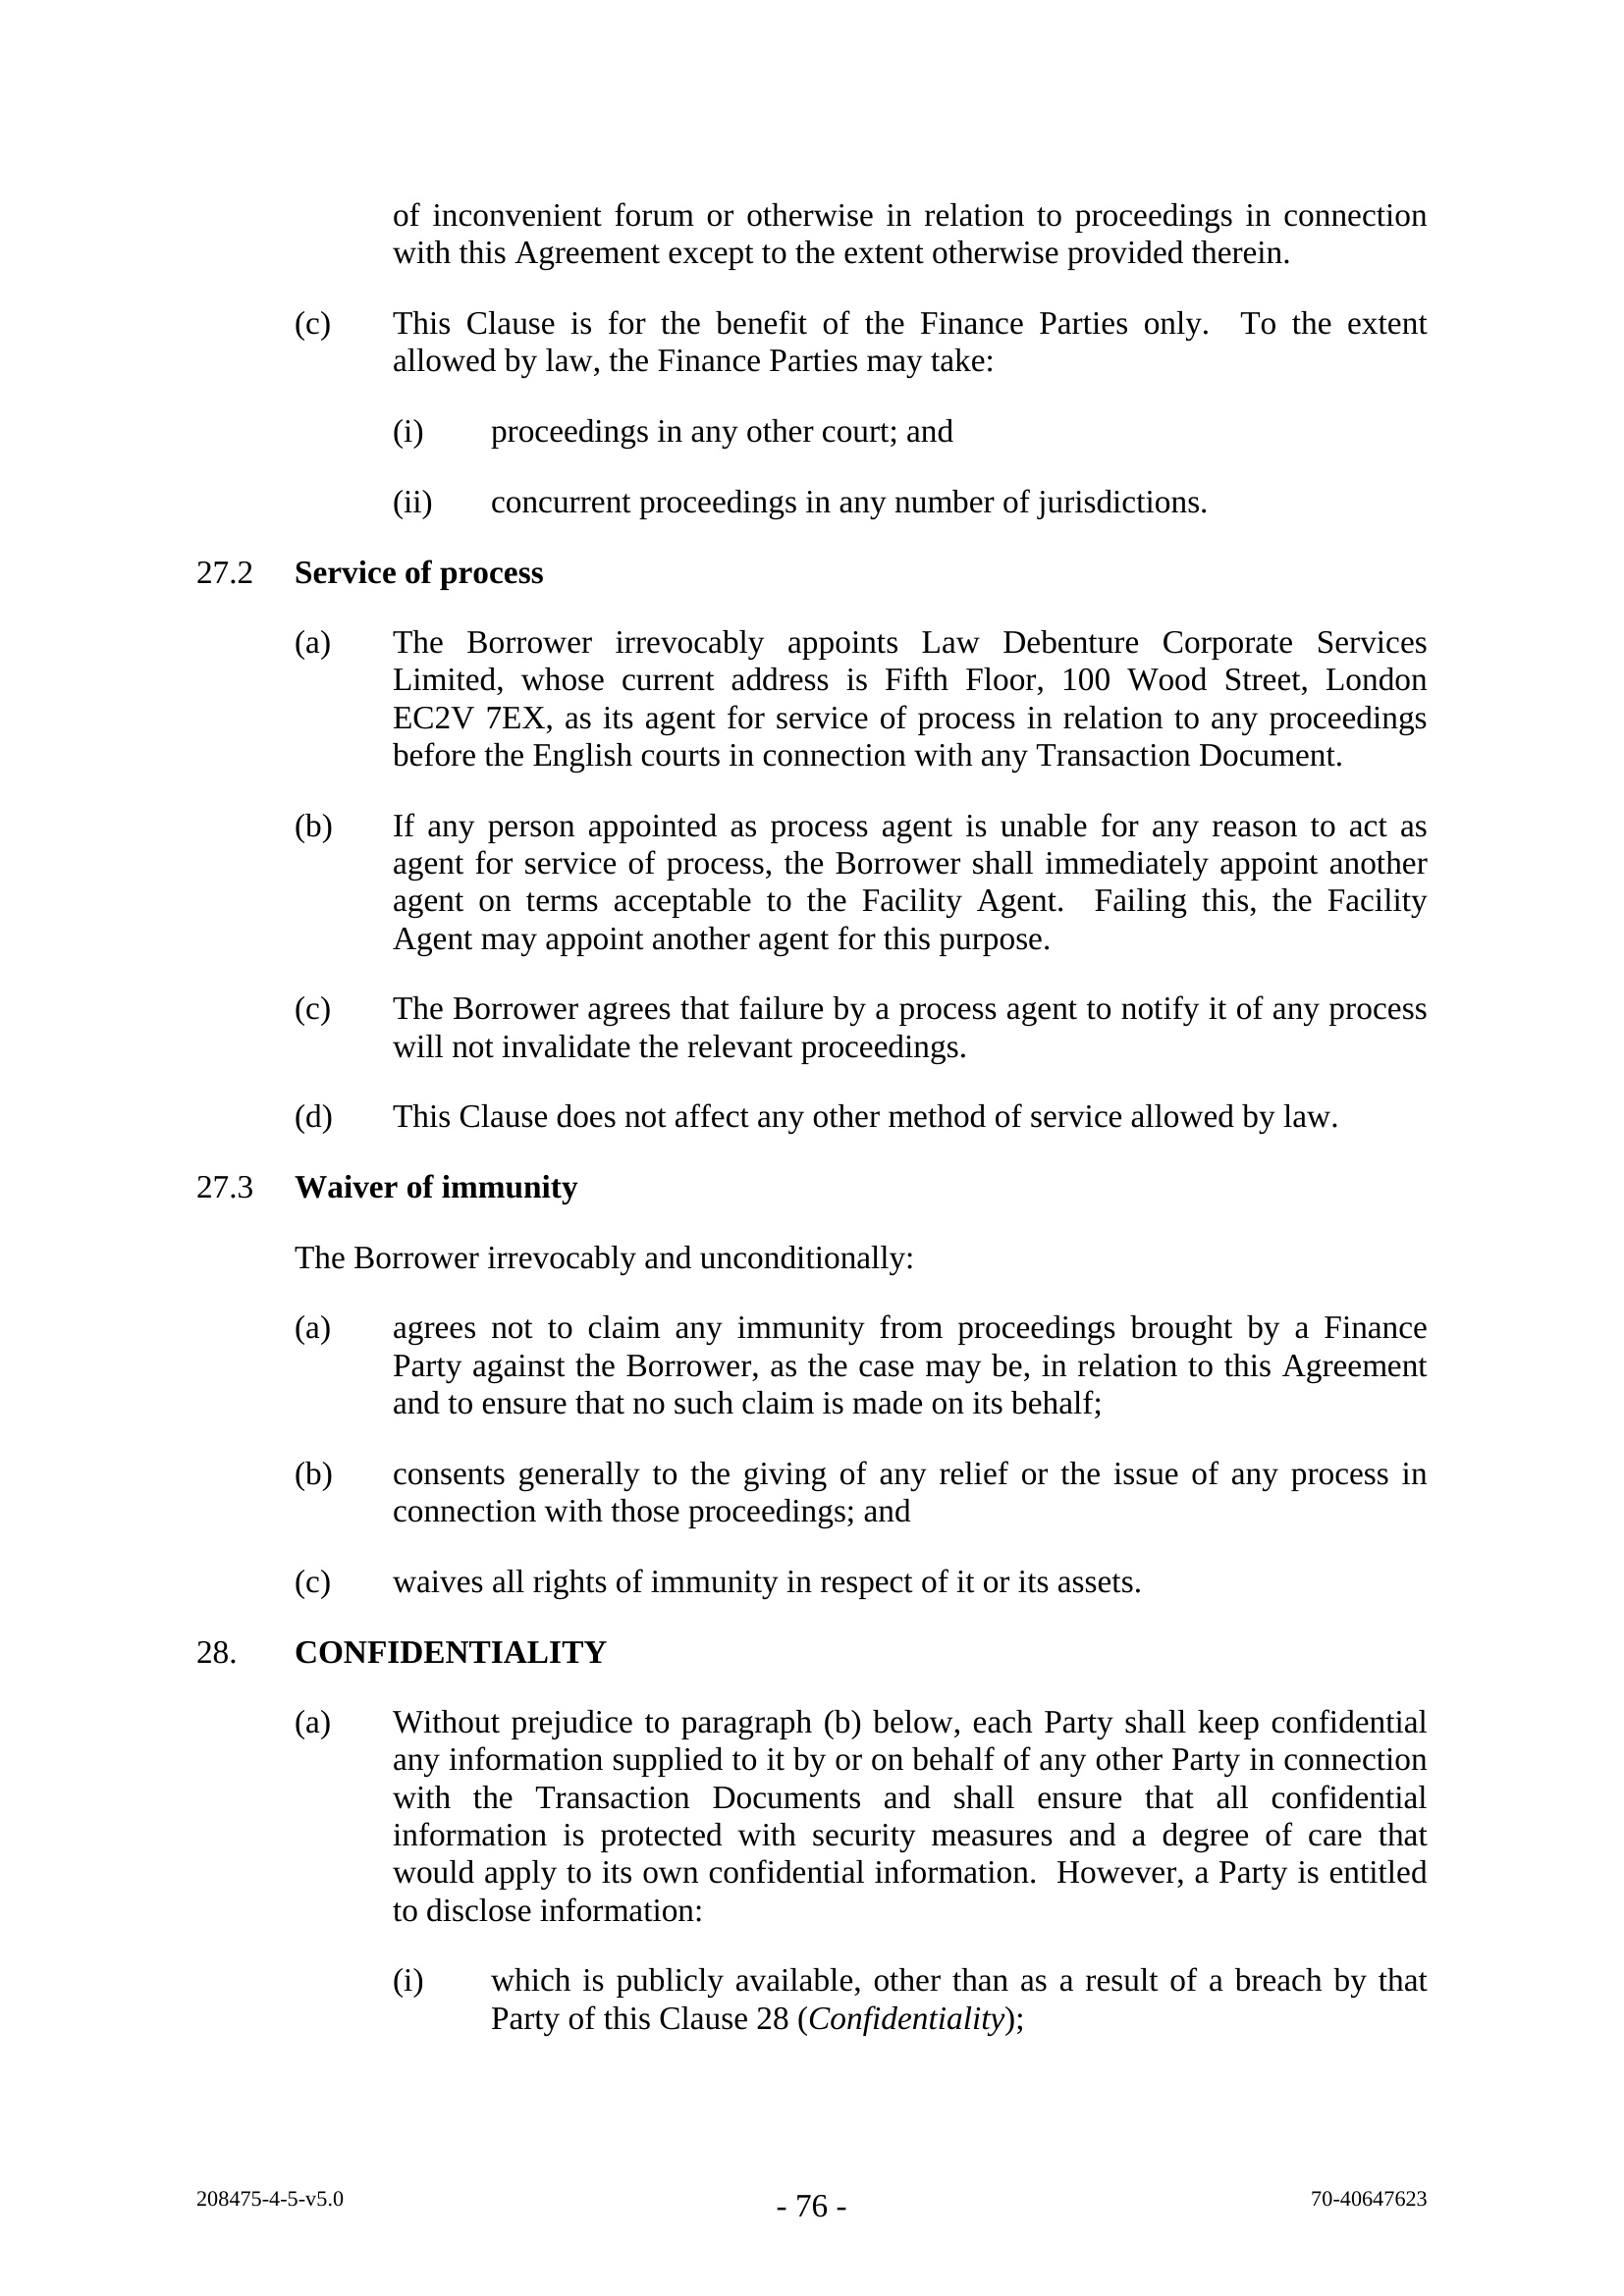 of inconvenient forum or otherwise in relation to proceedings in connection
with this Agreement except to the extent otherwise provided therein.
(c) This Clause is for the benefit of the Finance Parties only. To the extent
allowed by law, the Finance Parties may take:
(i) proceedings in any other court; and
(ii) concurrent proceedings in any number of jurisdictions.
27.2 Service of process
(a) The Borrower irrevocably appoints Law Debenture Corporate Services
Limited, whose current address is Fifth Floor, 100 Wood Street, London
EC2V 7EX, as its agent for service of process in relation to any proceedings
before the English courts in connection with any Transaction Document.
(b) If any person appointed as process agent is unable for any reason to act as
agent for service of process, the Borrower shall immediately appoint another
agent on terms acceptable to the Facility Agent. Failing this, the Facility
Agent may appoint another agent for this purpose.
(c) The Borrower agrees that failure by a process agent to notify it of any process
will not invalidate the relevant proceedings.
(d) This Clause does not affect any other method of service allowed by law.
27.3 Waiver of immunity
The Borrower irrevocably and unconditionally:
(a) agrees not to claim any immunity from proceedings brought by a Finance
Party against the Borrower, as the case may be, in relation to this Agreement
and to ensure that no such claim is made on its behalf;
(b) consents generally to the giving of any relief or the issue of any process in
connection with those proceedings; and
(c) waives all rights of immunity in respect of it or its assets.
28. CONFIDENTIALITY
(a) Without prejudice to paragraph (b) below, each Party shall keep confidential
any information supplied to it by or on behalf of any other Party in connection
with the Transaction Documents and shall ensure that all confidential
information is protected with security measures and a degree of care that
would apply to its own confidential information. However, a Party is entitled
to disclose information:
(i) which is publicly available, other than as a result of a breach by that
Party of this Clause 28 (Confidentiality);
208475-4-5-v5.0 - 76 - 70-40647623